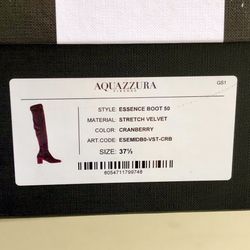 AQUAZZURA
FIRENZE
GS1
STYLE: ESSENCE BOOT 50
MATERIAL: STRETCH VELVET
COLOR: CRANBERRY
ART.CODE: ESEMIDB0-VST-CRB
SIZE: 37½
8054711799748